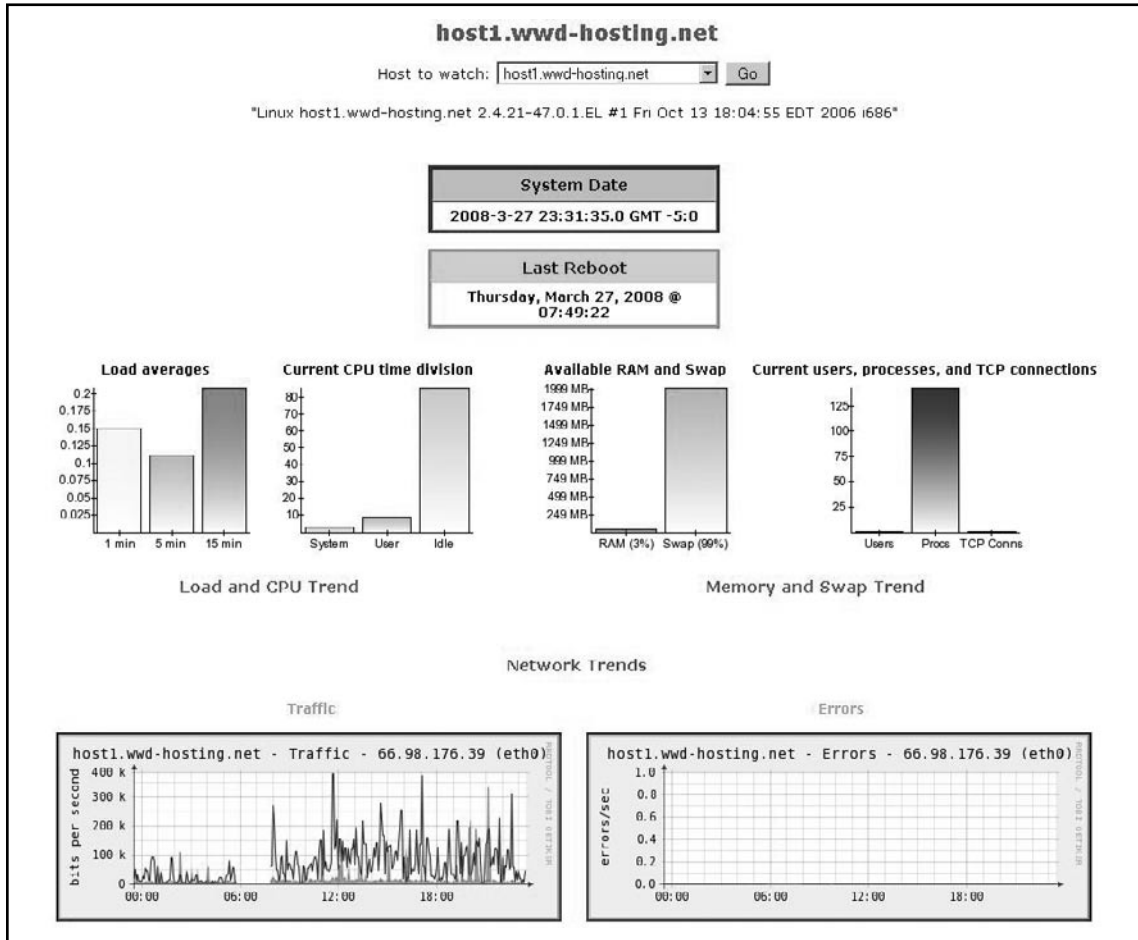 host1.wwd-hosting.net
Host to watch: host1.wwd-hosting.net Go
"Linux host1.wwd-hosting.net 2.4.21-47.0.1.EL #1 Fri Oct 13 18:04:55 EDT 2006 i686"
System Date
2008-3-27 23:31:35.0 GMT -5:0
Last Reboot
Thursday, March 27, 2008 @
07:49:22
Load averages
0.2
0.175
0.15
0.125
0.1
0.075
0.05
0.025
1 min 5 min 15 min
Current CPU time division
80
70
60
50
40
30
20
10
System User Idle
Available RAM and Swap
1999 MB
1749 MB
1499 MB
1249 MB
999 MB
749 MB
499 MB
249 MB
RAM (3%) Swap (99%)
Current users, processes, and TCP connections
125
100
75
50
25
Users Procs TCP Conns
Load and CPU Trend
Memory and Swap Trend
Network Trends
Traffic
host1.wwd-hosting.net - Traffic - 66.98.176.39 (eth0)
bits per second
400 k
300 k
200 k
100 k
0
00:00 06:00 12:00 18:00
RRDTOOL / TOBI OETIKER
Errors
host1.wwd-hosting.net - Errors - 66.98.176.39 (eth0)
errors/sec
1.0
0.8
0.6
0.4
0.2
0.0
00:00 06:00 12:00 18:00
RRDTOOL / TOBI OETIKER